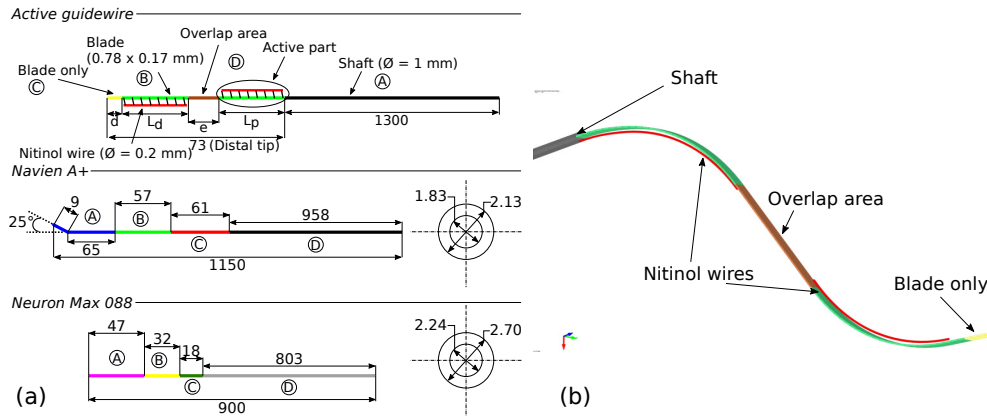 Active guidewire
Blade
(0.78 x 0.17 mm)
Overlap area
Active part
Blade only
Ⓒ
Ⓑ
Ⓓ
Shaft (Ø = 1 mm)
Ⓐ
d
Ld
e
Lp
1300
73 (Distal tip)
Nitinol wire (Ø = 0.2 mm)
Navien A+
9
57
61
958
25°
Ⓐ
Ⓑ
Ⓒ
Ⓓ
65
1150
1.83
2.13
Neuron Max 088
47
32
18
803
Ⓐ
Ⓑ
Ⓒ
Ⓓ
900
2.24
2.70
(a)
Shaft
Overlap area
Nitinol wires
Blade only
(b)